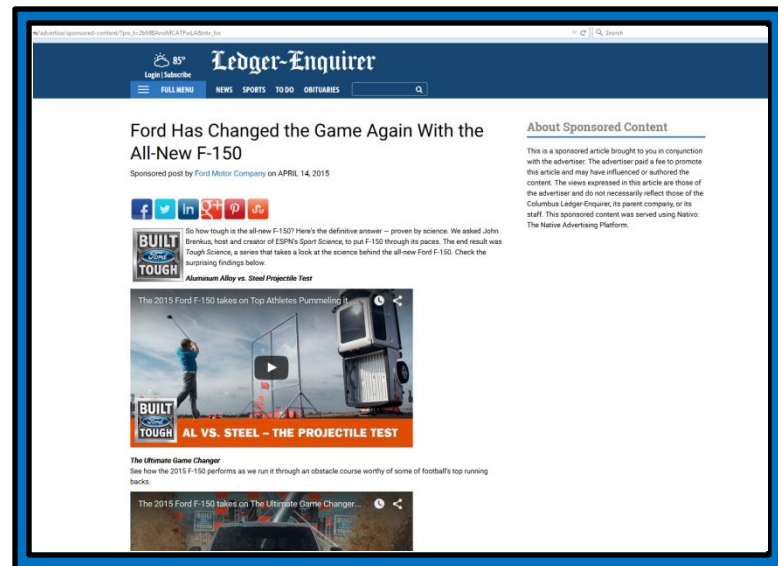 m/advertise/sponsored-content/?prx_t=2bMBAnoMCATFwLA&ntv_fvs
Search
85°
Login | Subscribe
Ledger-Enquirer
FULL MENU NEWS SPORTS TO DO OBITUARIES
Ford Has Changed the Game Again With the
All-New F-150
Sponsored post by Ford Motor Company on APRIL 14, 2015
f in g+
BUILT
Ford
TOUGH
So how tough is the all-new F-150? Here's the definitive answer — proven by science. We asked John
Brenkus, host and creator of ESPN's Sport Science, to put F-150 through its paces. The end result was
Tough Science, a series that takes a look at the science behind the all-new Ford F-150. Check the
surprising findings below.
Aluminum Alloy vs. Steel Projectile Test
The 2015 Ford F-150 takes on Top Athletes Pummeling it ...
BUILT
Ford
TOUGH
AL VS. STEEL – THE PROJECTILE TEST
The Ultimate Game Changer
See how the 2015 F-150 performs as we run it through an obstacle course worthy of some of football's top running
backs.
The 2015 Ford F-150 takes on The Ultimate Game Changer...
About Sponsored Content
This is a sponsored article brought to you in conjunction
with the advertiser. The advertiser paid a fee to promote
this article and may have influenced or authored the
content. The views expressed in this article are those of
the advertiser and do not necessarily reflect those of the
Columbus Ledger-Enquirer, its parent company, or its
staff. This sponsored content was served using Nativo:
The Native Advertising Platform.